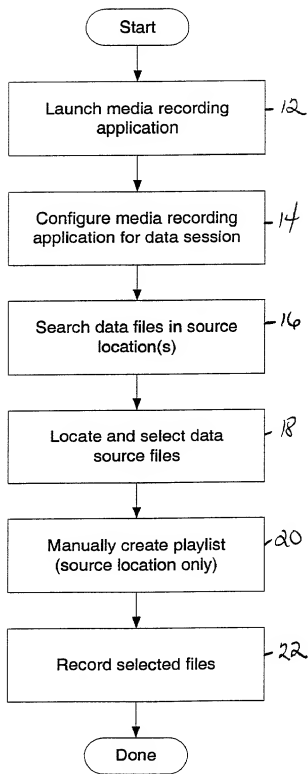 Start
Launch media recording
application
12
Configure media recording
application for data session
14
Search data files in source
location(s)
16
Locate and select data
source files
18
Manually create playlist
(source location only)
20
Record selected files
22
Done